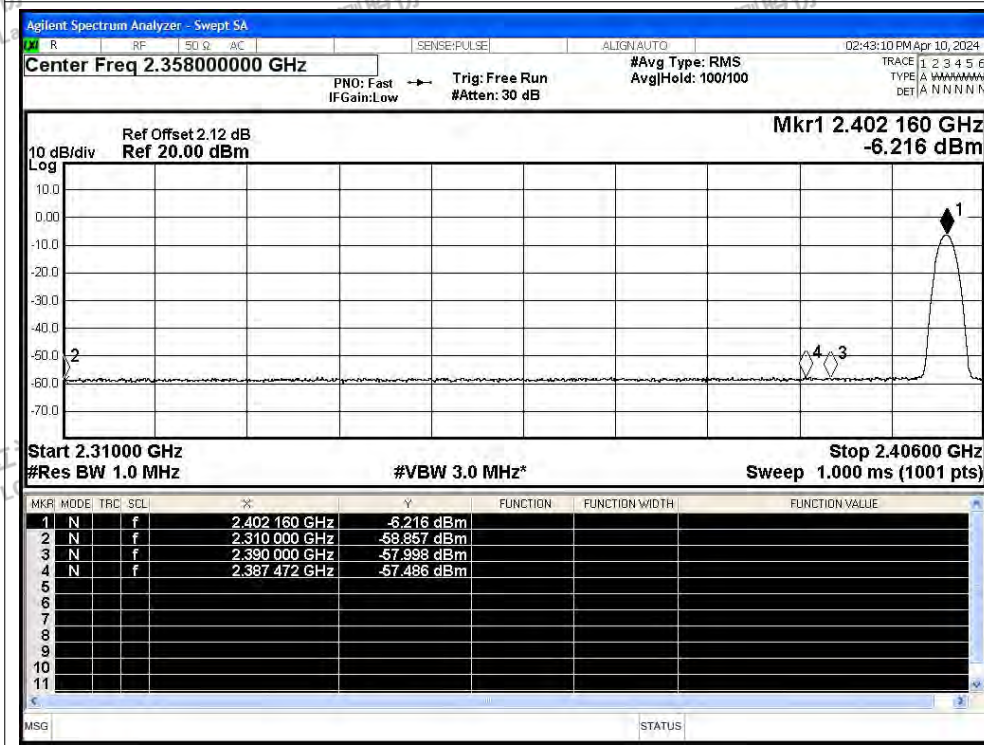 Agilent Spectrum Analyzer - Swept SA
R RF 50 Ω AC SENSE:PULSE ALIGN AUTO 02:43:10 PM Apr 10, 2024
Center Freq 2.358000000 GHz #Avg Type: RMS TRACE 1 2 3 4 5 6
PNO: Fast Trig: Free Run Avg|Hold: 100/100 TYPE A WWWWW
IFGain:Low #Atten: 30 dB DET A N N N N N
Mkr1 2.402 160 GHz
Ref Offset 2.12 dB -6.216 dBm
10 dB/div Ref 20.00 dBm
Log
10.0
0.00
-10.0
-20.0
-30.0
-40.0
-50.0
-60.0
-70.0
1
2
4 3
Start 2.31000 GHz Stop 2.40600 GHz
#Res BW 1.0 MHz #VBW 3.0 MHz* Sweep 1.000 ms (1001 pts)
MKR MODE TRC SCL X Y FUNCTION FUNCTION WIDTH FUNCTION VALUE
1 N f 2.402 160 GHz -6.216 dBm
2 N f 2.310 000 GHz -58.857 dBm
3 N f 2.390 000 GHz -57.998 dBm
4 N f 2.387 472 GHz -57.486 dBm
5
6
7
8
9
10
11
MSG STATUS